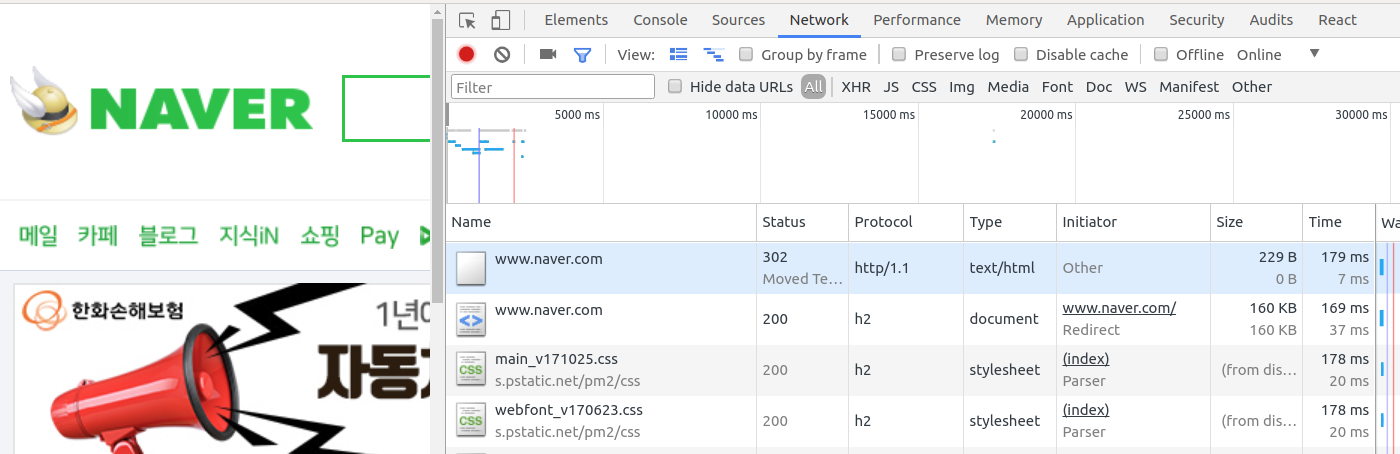 NAVER
메일 카페 블로그 지식iN 쇼핑 Pay
한화손해보험
1년에
자동
Elements Console Sources Network Performance Memory Application Security Audits React
View: Group by frame Preserve log Disable cache Offline Online
Filter Hide data URLs All XHR JS CSS Img Media Font Doc WS Manifest Other
5000 ms 10000 ms 15000 ms 20000 ms 25000 ms 30000 ms
Name Status Protocol Type Initiator Size Time Wa
www.naver.com 302 http/1.1 text/html Other 229 B 179 ms
Moved Te… 0 B 7 ms
www.naver.com 200 h2 document www.naver.com/ 160 KB 169 ms
Redirect 160 KB 37 ms
main_v171025.css 200 h2 stylesheet (index) (from dis… 178 ms
s.pstatic.net/pm2/css Parser 20 ms
webfont_v170623.css 200 h2 stylesheet (index) (from dis… 178 ms
s.pstatic.net/pm2/css Parser 20 ms